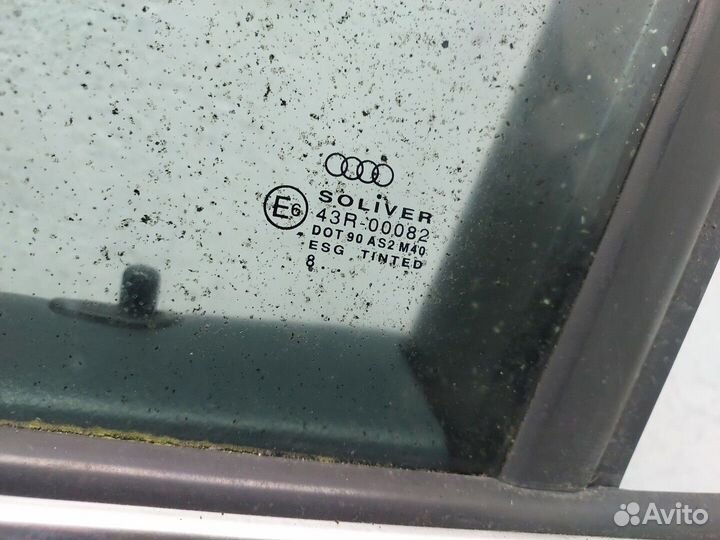 SOLiVER
E6 43R-00082
DOT 90 AS2 M40
ESG TINTED
8
Avito